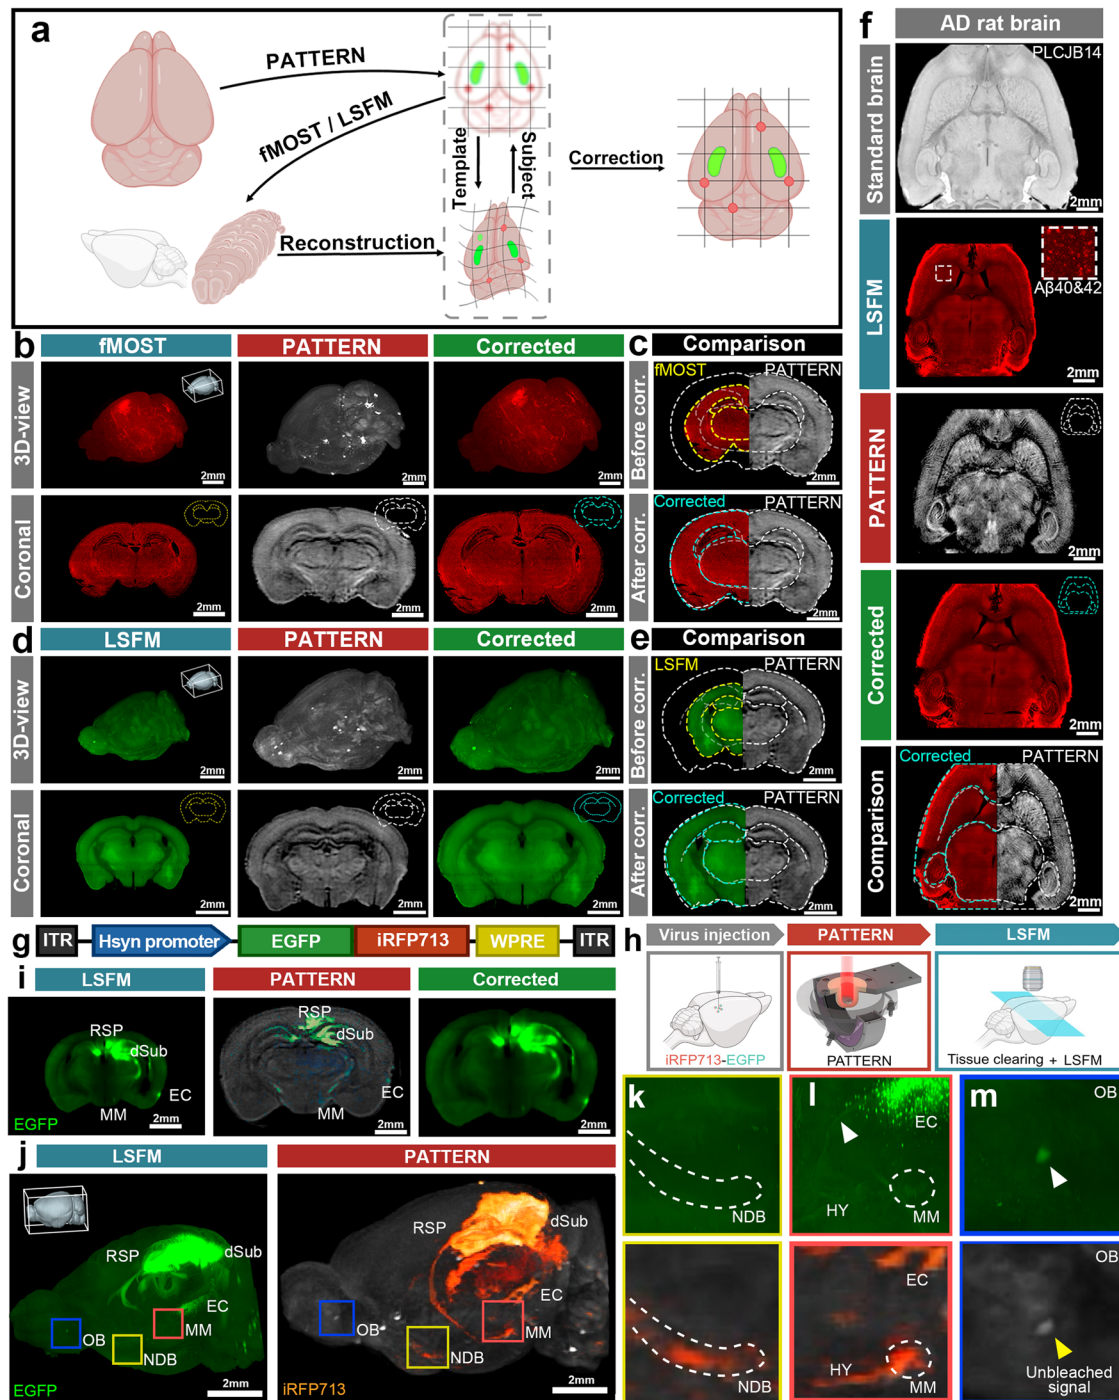 a
PATTERN
fMOST / LSFM
Template
Subject
Correction
Reconstruction
f
AD rat brain
Standard brain
PLCJB14
2mm
LSFM
Aβ40&42
2mm
PATTERN
2mm
Corrected
2mm
Comparison
Corrected
PATTERN
2mm
b
fMOST
PATTERN
Corrected
3D-view
2mm
2mm
2mm
Coronal
2mm
2mm
2mm
c
Comparison
Before corr.
fMOST
PATTERN
2mm
After corr.
Corrected
PATTERN
2mm
d
LSFM
PATTERN
Corrected
3D-view
2mm
2mm
2mm
Coronal
2mm
2mm
2mm
e
Comparison
Before corr.
LSFM
PATTERN
2mm
After corr.
Corrected
PATTERN
2mm
g
ITR
Hsyn promoter
EGFP
iRFP713
WPRE
ITR
h
Virus injection
PATTERN
LSFM
iRFP713-EGFP
PATTERN
Tissue clearing + LSFM
i
LSFM
PATTERN
Corrected
RSP
dSub
EC
MM
EGFP
2mm
RSP
dSub
EC
MM
2mm
2mm
j
LSFM
PATTERN
RSP
dSub
EC
MM
OB
NDB
EGFP
2mm
RSP
dSub
EC
MM
OB
NDB
iRFP713
2mm
k
NDB
NDB
l
EC
HY
MM
EC
HY
MM
m
OB
OB
Unbleached
signal